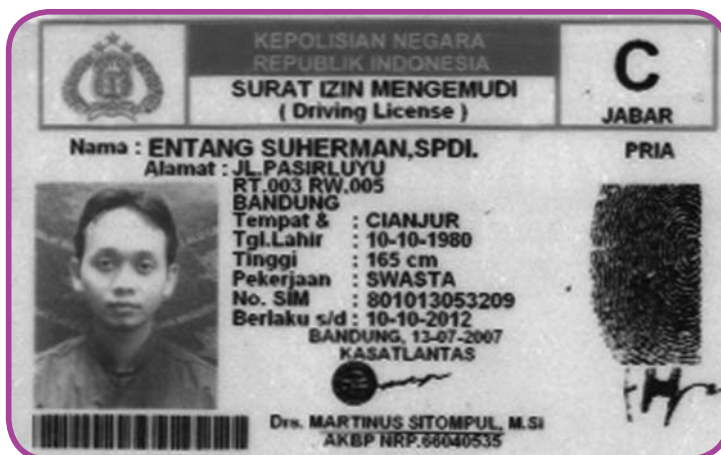 KEPOLISIAN NEGARA
REPUBLIK INDONESIA
SURAT IZIN MENGEMUDI
( Driving License )
C
JABAR
Nama : ENTANG SUHERMAN,SPDI.
PRIA
Alamat : JL.PASIRLUYU
RT.003 RW.005
BANDUNG
Tempat & : CIANJUR
Tgl.Lahir : 10-10-1980
Tinggi : 165 cm
Pekerjaan : SWASTA
No. SIM : 801013053209
Berlaku s/d : 10-10-2012
BANDUNG, 13-07-2007
KASATLANTAS
Drs. MARTINUS SITOMPUL, M.Si
AKBP NRP.66040535